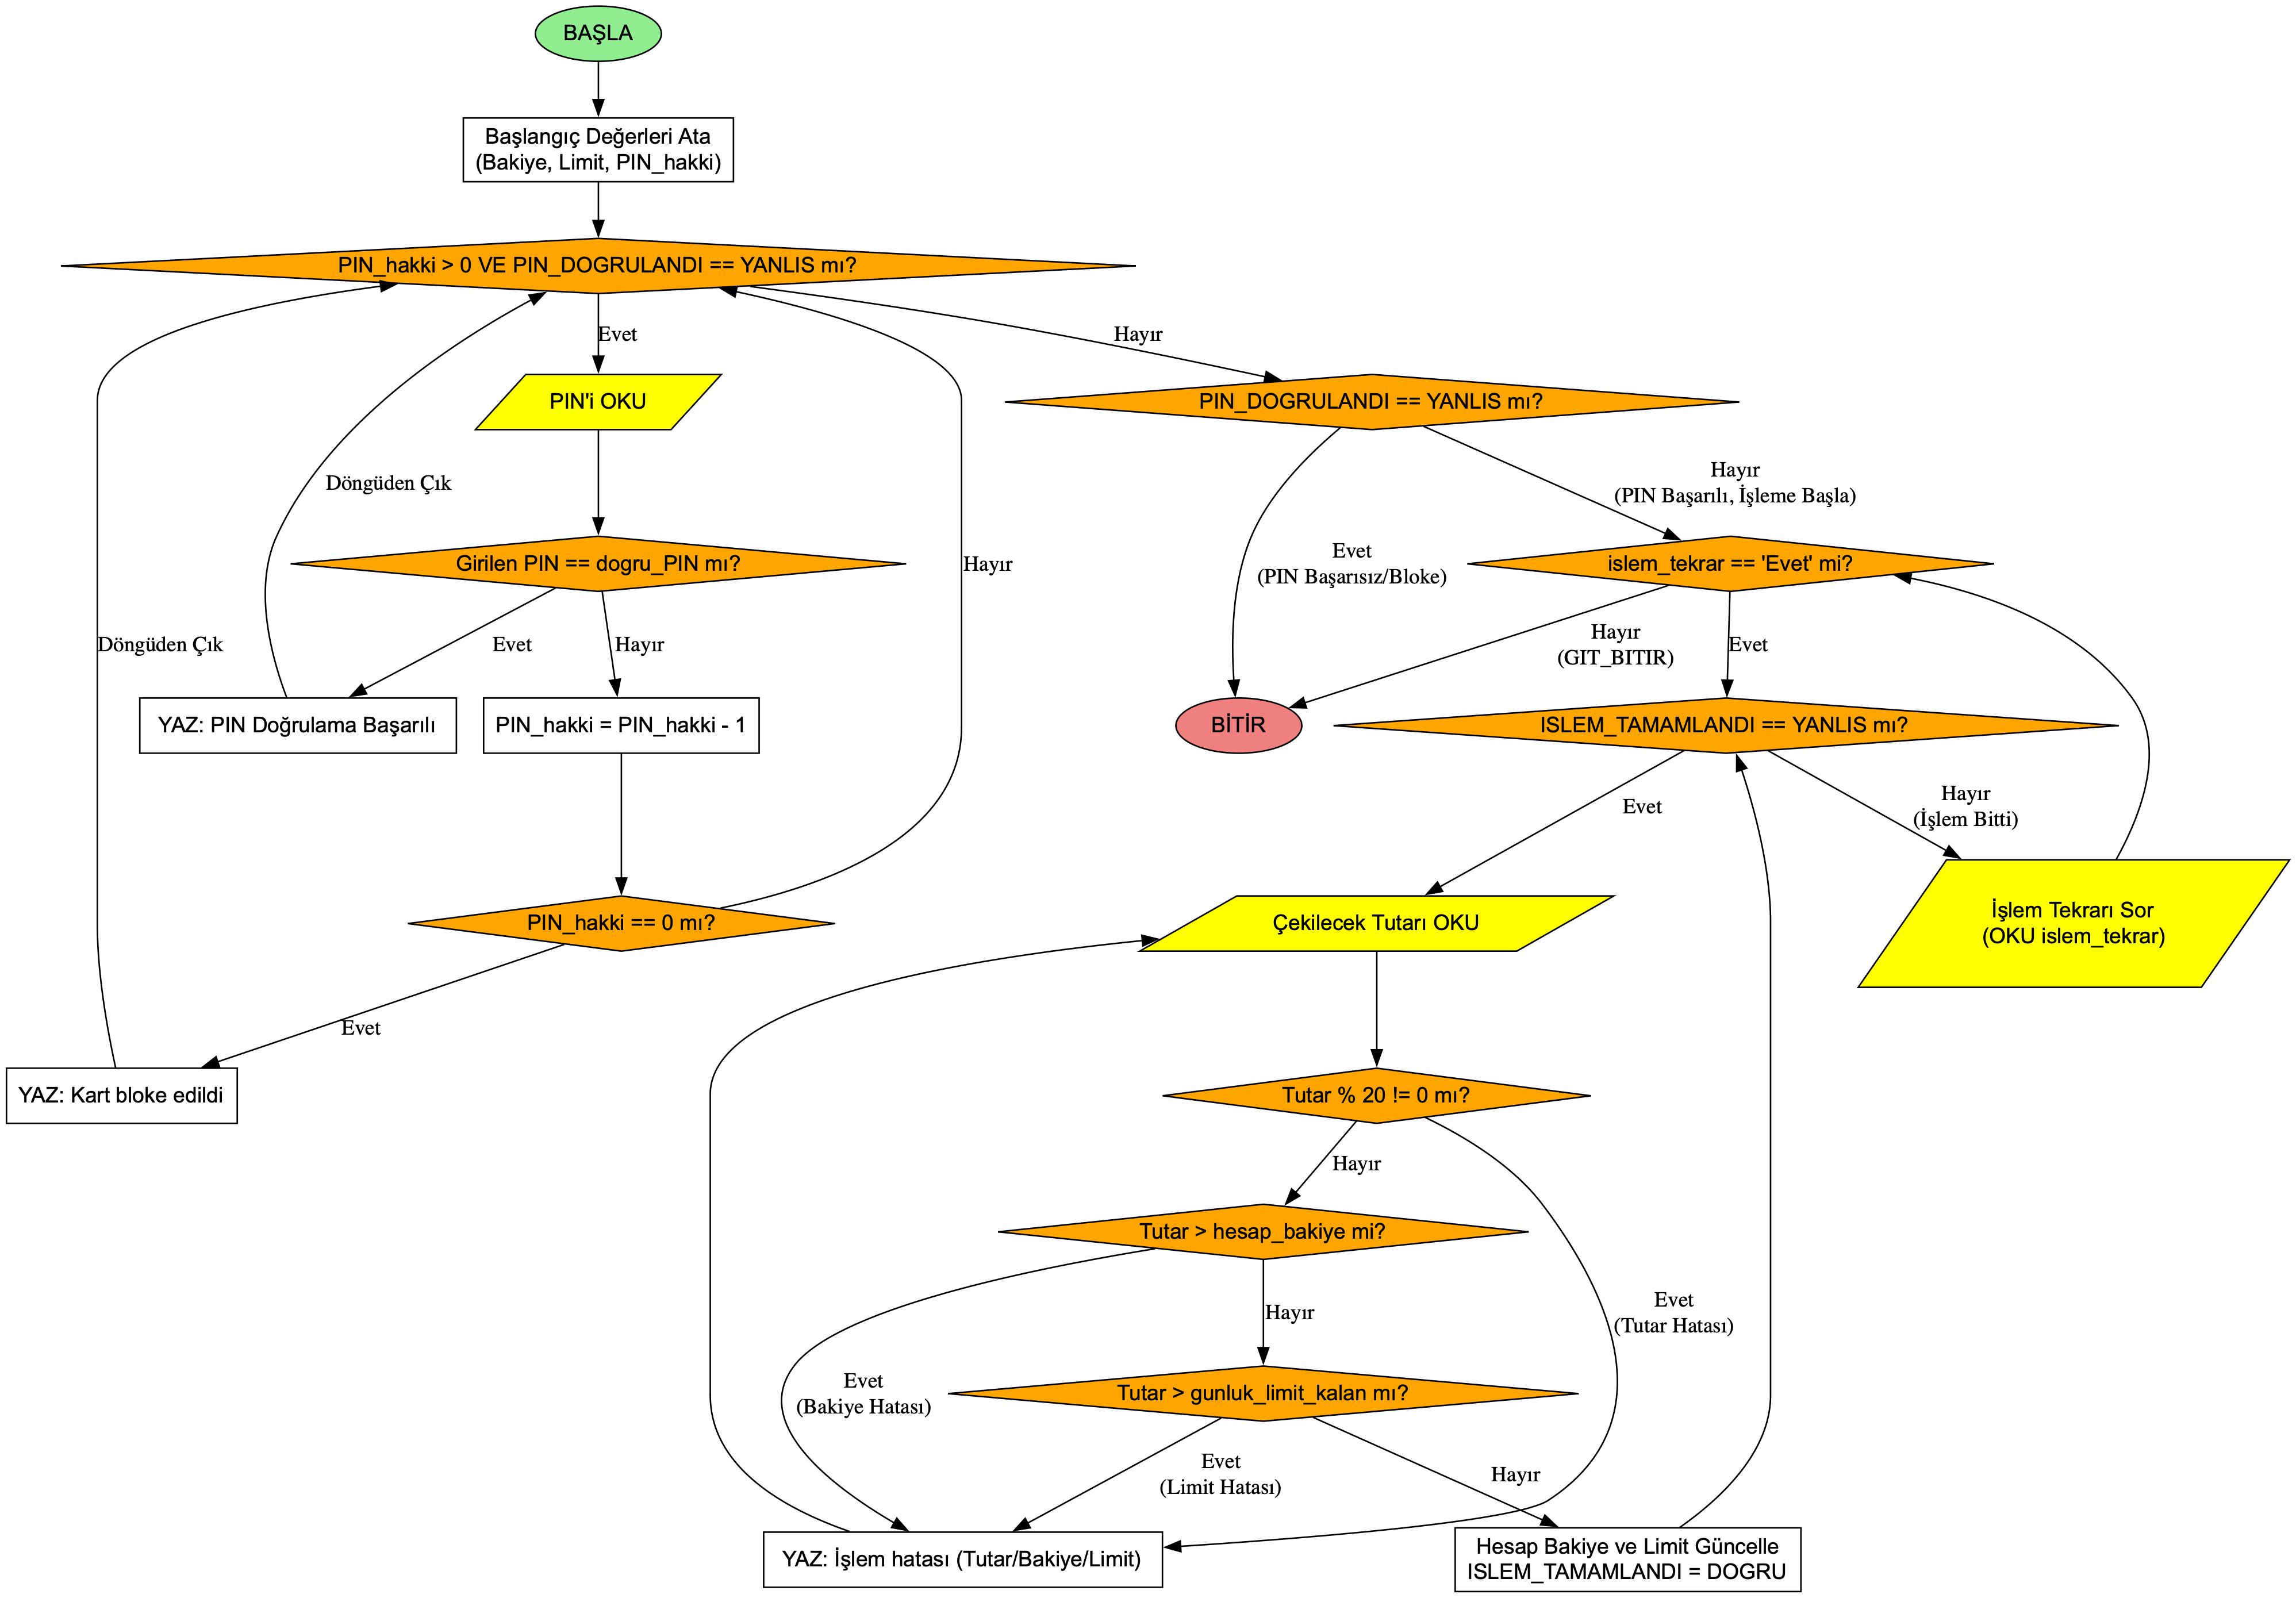 BAŞLA
Başlangıç Değerleri Ata
(Bakiye, Limit, PIN_hakki)
PIN_hakki > 0 VE PIN_DOGRULANDI == YANLIS mı?
Evet
Hayır
PIN'i OKU
PIN_DOGRULANDI == YANLIS mı?
Döngüden Çık
Hayır
(PIN Başarılı, İşleme Başla)
Girilen PIN == dogru_PIN mı?
Hayır
Evet
(PIN Başarısız/Bloke)
islem_tekrar == 'Evet' mi?
Döngüden Çık
Evet
Hayır
Hayır
(GIT_BITIR)
Evet
YAZ: PIN Doğrulama Başarılı
PIN_hakki = PIN_hakki - 1
BİTİR
ISLEM_TAMAMLANDI == YANLIS mı?
Evet
Hayır
(İşlem Bitti)
PIN_hakki == 0 mı?
Çekilecek Tutarı OKU
İşlem Tekrarı Sor
(OKU islem_tekrar)
Evet
YAZ: Kart bloke edildi
Tutar % 20 != 0 mı?
Hayır
Tutar > hesap_bakiye mi?
Hayır
Evet
(Tutar Hatası)
Evet
(Bakiye Hatası)
Tutar > gunluk_limit_kalan mı?
Evet
(Limit Hatası)
Hayır
YAZ: İşlem hatası (Tutar/Bakiye/Limit)
Hesap Bakiye ve Limit Güncelle
ISLEM_TAMAMLANDI = DOGRU